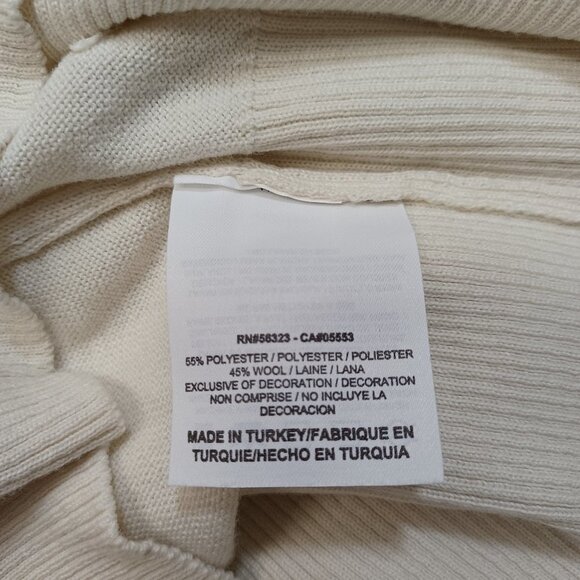 RN#56323 - CA#05553
55% POLYESTER / POLYESTER / POLIESTER
45% WOOL / LAINE / LANA
EXCLUSIVE OF DECORATION / DECORATION
NON COMPRISE / NO INCLUYE LA
DECORACION
MADE IN TURKEY/FABRIQUE EN
TURQUIE/HECHO EN TURQUIA